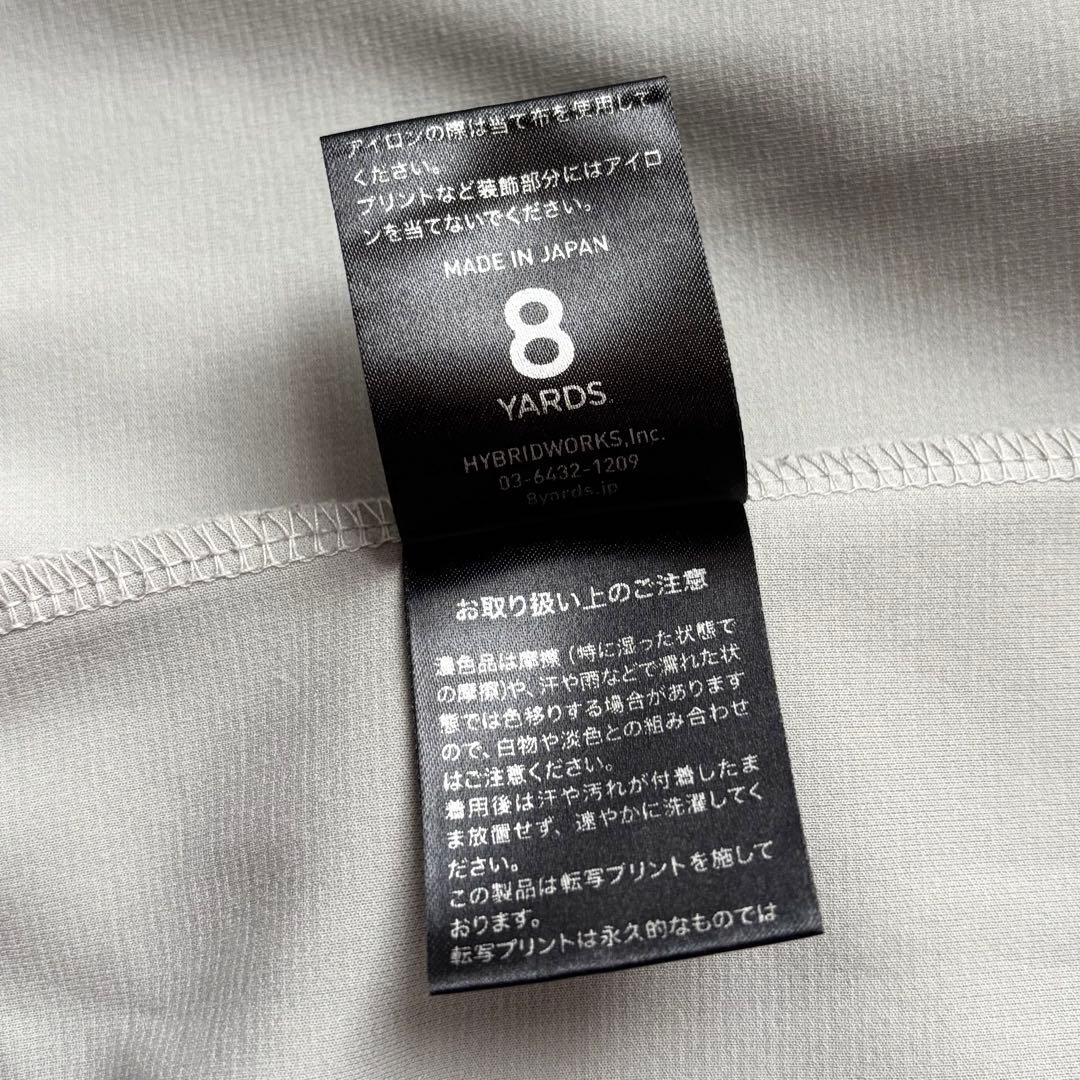 アイロンの際は当て布を使用して
ください。
プリントなど装飾部分にはアイロ
ンを当てないでください。
MADE IN JAPAN
8
YARDS
HYBRIDWORKS,Inc.
03-6432-1209
8yards.jp
お取り扱い上のご注意
濃色品は摩擦（特に湿った状態で
の摩擦)や、汗や雨などで濡れた状
態では色移りする場合があります
ので、白物や淡色との組み合わせ
はご注意ください。
着用後は汗や汚れが付着したま
ま放置せず、速やかに洗濯してく
ださい。
この製品は転写プリントを施して
おります。
転写プリントは永久的なものでは